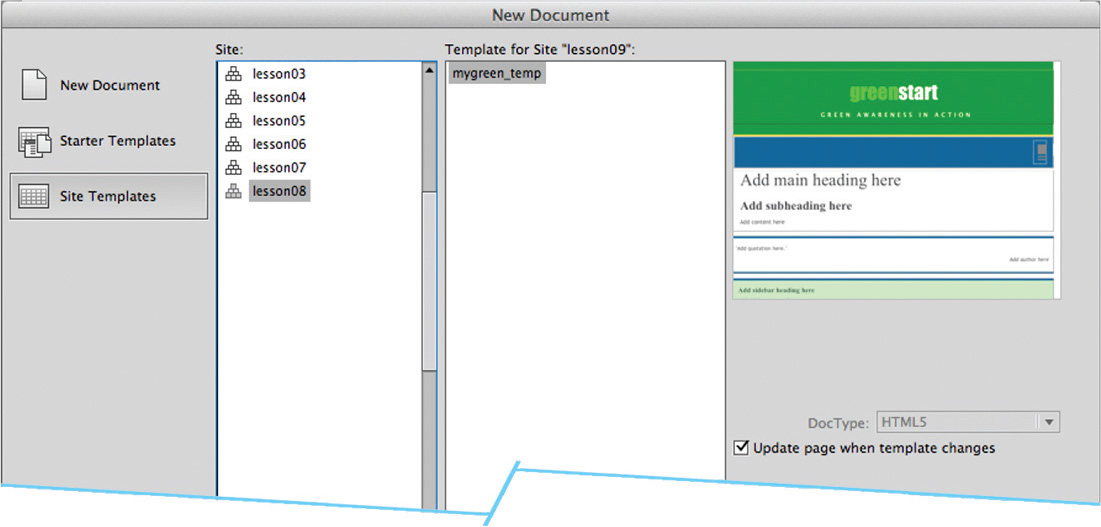 New Document
New Document
Starter Templates
Site Templates
Site:
lesson03
lesson04
lesson05
lesson06
lesson07
lesson08
Template for Site "lesson09":
mygreen_temp
greenstart
GREEN AWARENESS IN ACTION
Add main heading here
Add subheading here
Add content here
"Add quotation here."
Add author here
Add sidebar heading here
DocType: HTML5
Update page when template changes